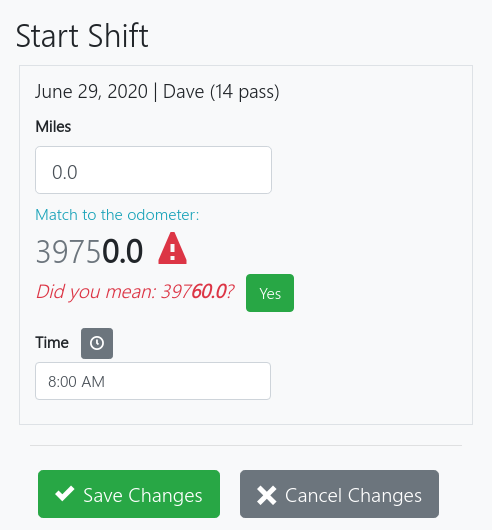 Start Shift
June 29, 2020 | Dave (14 pass)
Miles
0.0
Match to the odometer:
39750.0
Did you mean: 39760.0? Yes
Time
8:00 AM
Save Changes Cancel Changes